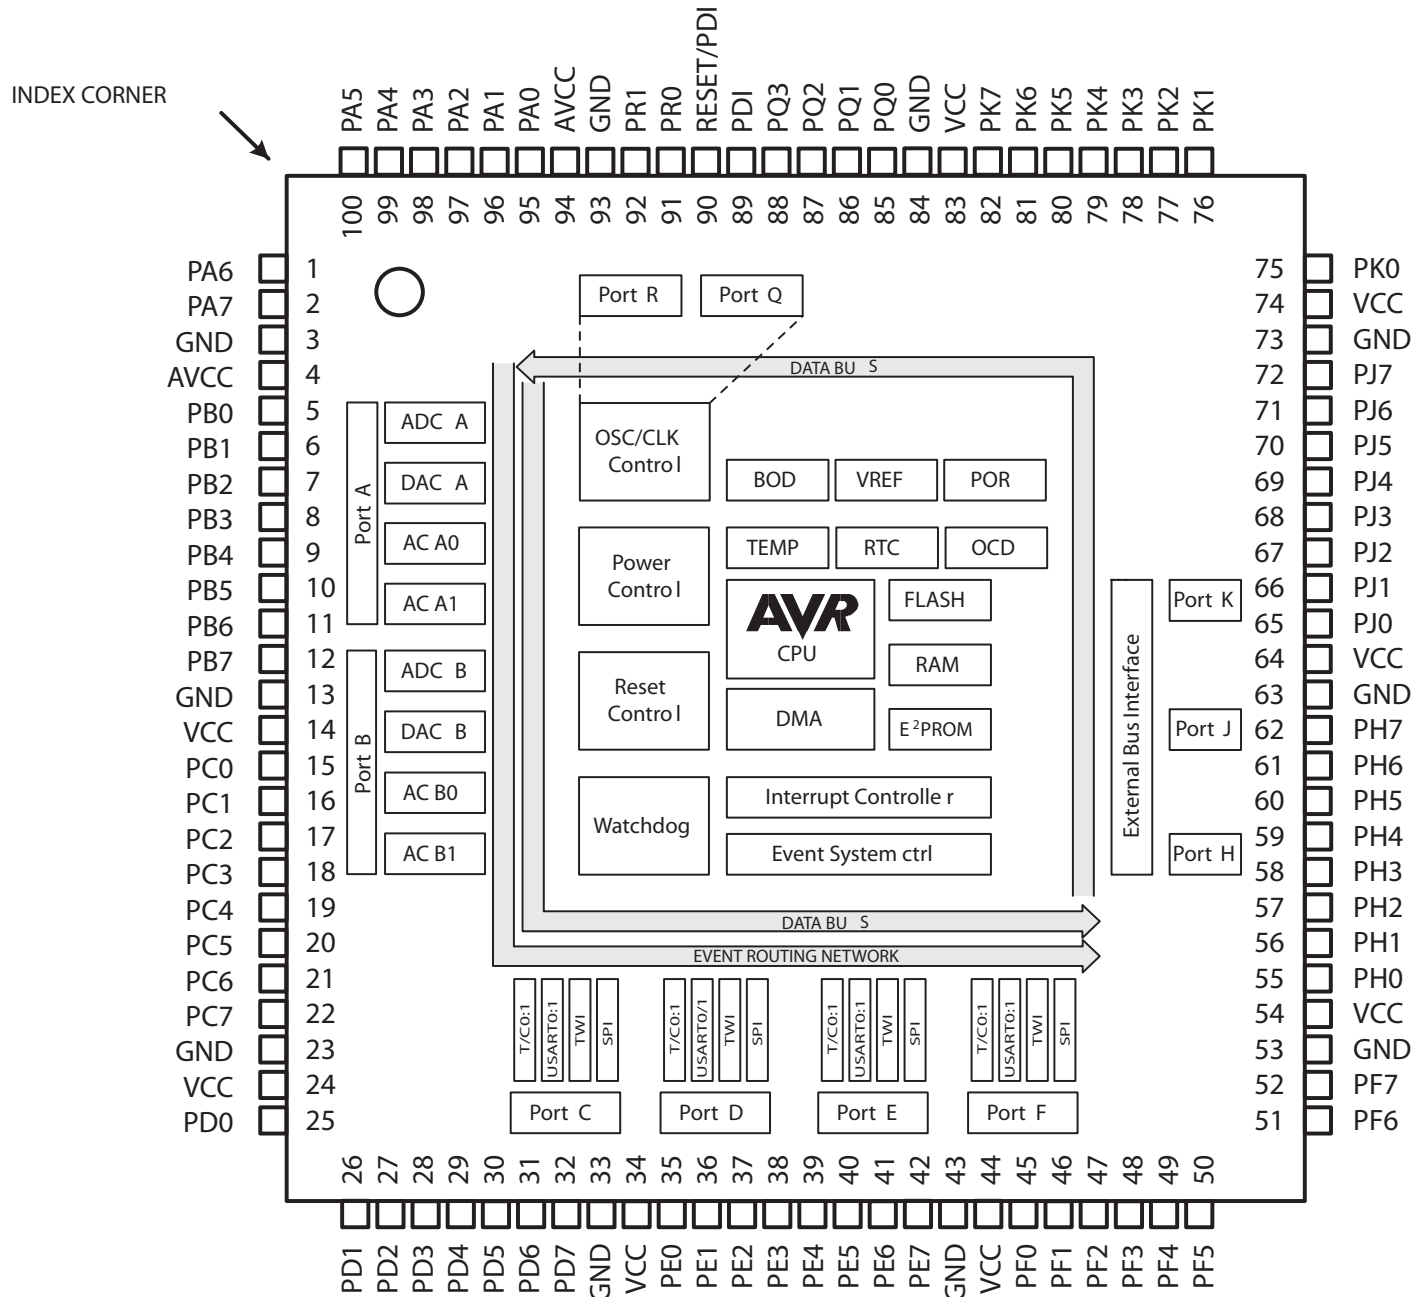 INDEX CORNER
PA5
PA4
PA3
PA2
PA1
PA0
AVCC
GND
PR1
PR0
RESET/PDI
PDI
PQ3
PQ2
PQ1
PQ0
GND
VCC
PK7
PK6
PK5
PK4
PK3
PK2
PK1
100
99
98
97
96
95
94
93
92
91
90
89
88
87
86
85
84
83
82
81
80
79
78
77
76
PA6 1
PA7 2
GND 3
AVCC 4
PB0 5
PB1 6
PB2 7
PB3 8
PB4 9
PB5 10
PB6 11
PB7 12
GND 13
VCC 14
PC0 15
PC1 16
PC2 17
PC3 18
PC4 19
PC5 20
PC6 21
PC7 22
GND 23
VCC 24
PD0 25
Port R
Port Q
DATA BU S
Port A
ADC A
DAC A
AC A0
AC A1
Port B
ADC B
DAC B
AC B0
AC B1
OSC/CLK
Control
Power
Control
Reset
Control
Watchdog
BOD
VREF
POR
TEMP
RTC
OCD
AVR
CPU
FLASH
RAM
DMA
E²PROM
Interrupt Controlle r
Event System ctrl
External Bus Interface
Port K
Port J
Port H
DATA BU S
EVENT ROUTING NETWORK
T/C0:1
USART0:1
TWI
SPI
T/C0:1
USART0/1
TWI
SPI
T/C0:1
USART0:1
TWI
SPI
T/C0:1
USART0:1
TWI
SPI
Port C
Port D
Port E
Port F
75 PK0
74 VCC
73 GND
72 PJ7
71 PJ6
70 PJ5
69 PJ4
68 PJ3
67 PJ2
66 PJ1
65 PJ0
64 VCC
63 GND
62 PH7
61 PH6
60 PH5
59 PH4
58 PH3
57 PH2
56 PH1
55 PH0
54 VCC
53 GND
52 PF7
51 PF6
26
27
28
29
30
31
32
33
34
35
36
37
38
39
40
41
42
43
44
45
46
47
48
49
50
PD1
PD2
PD3
PD4
PD5
PD6
PD7
GND
VCC
PE0
PE1
PE2
PE3
PE4
PE5
PE6
PE7
GND
VCC
PF0
PF1
PF2
PF3
PF4
PF5